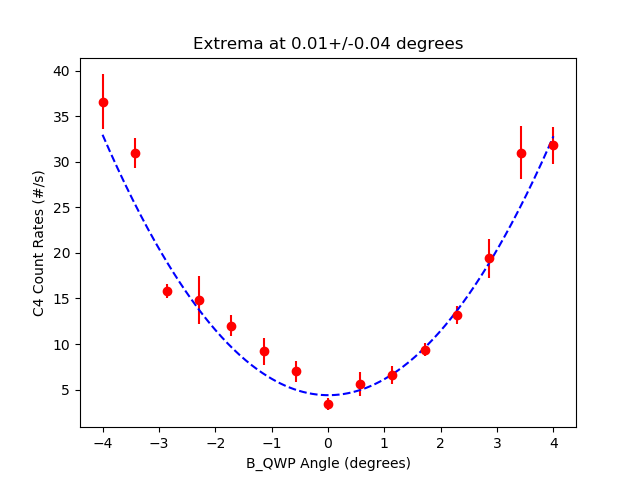 Extrema at 0.01+/-0.04 degrees
C4 Count Rates (#/s)
40
35
30
25
20
15
10
5
−4 −3 −2 −1 0 1 2 3 4
B_QWP Angle (degrees)